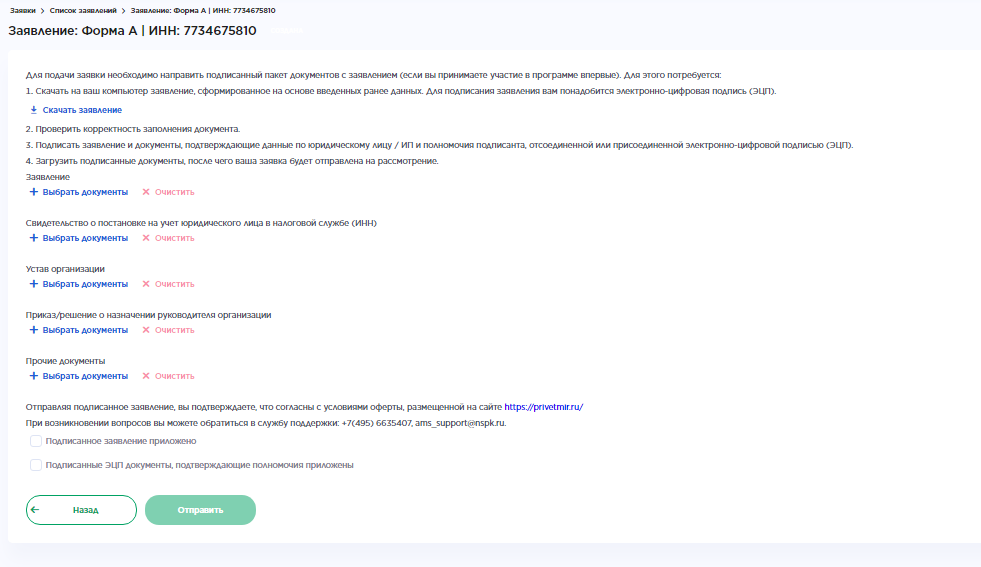 Заявки > Список заявлений > Заявление: Форма А | ИНН: 7734675810
Заявление: Форма А | ИНН: 7734675810
Для подачи заявки необходимо направить подписанный пакет документов с заявлением (если вы принимаете участие в программе впервые). Для этого потребуется:
1. Скачать на ваш компьютер заявление, сформированное на основе введенных ранее данных. Для подписания заявления вам понадобится электронно-цифровая подпись (ЭЦП).
Скачать заявление
2. Проверить корректность заполнения документа.
3. Подписать заявление и документы, подтверждающие данные по юридическому лицу / ИП и полномочия подписанта, отсоединенной или присоединенной электронно-цифровой подписью (ЭЦП).
4. Загрузить подписанные документы, после чего ваша заявка будет отправлена на рассмотрение.
Заявление
+ Выбрать документы × Очистить
Свидетельство о постановке на учет юридического лица в налоговой службе (ИНН)
+ Выбрать документы × Очистить
Устав организации
+ Выбрать документы × Очистить
Приказ/решение о назначении руководителя организации
+ Выбрать документы × Очистить
Прочие документы
+ Выбрать документы × Очистить
Отправляя подписанное заявление, вы подтверждаете, что согласны с условиями оферты, размещенной на сайте https://privetmir.ru/
При возникновении вопросов вы можете обратиться в службу поддержки: +7(495) 6635407, ams_support@nspk.ru.
Подписанное заявление приложено
Подписанные ЭЦП документы, подтверждающие полномочия приложены
← Назад Отправить